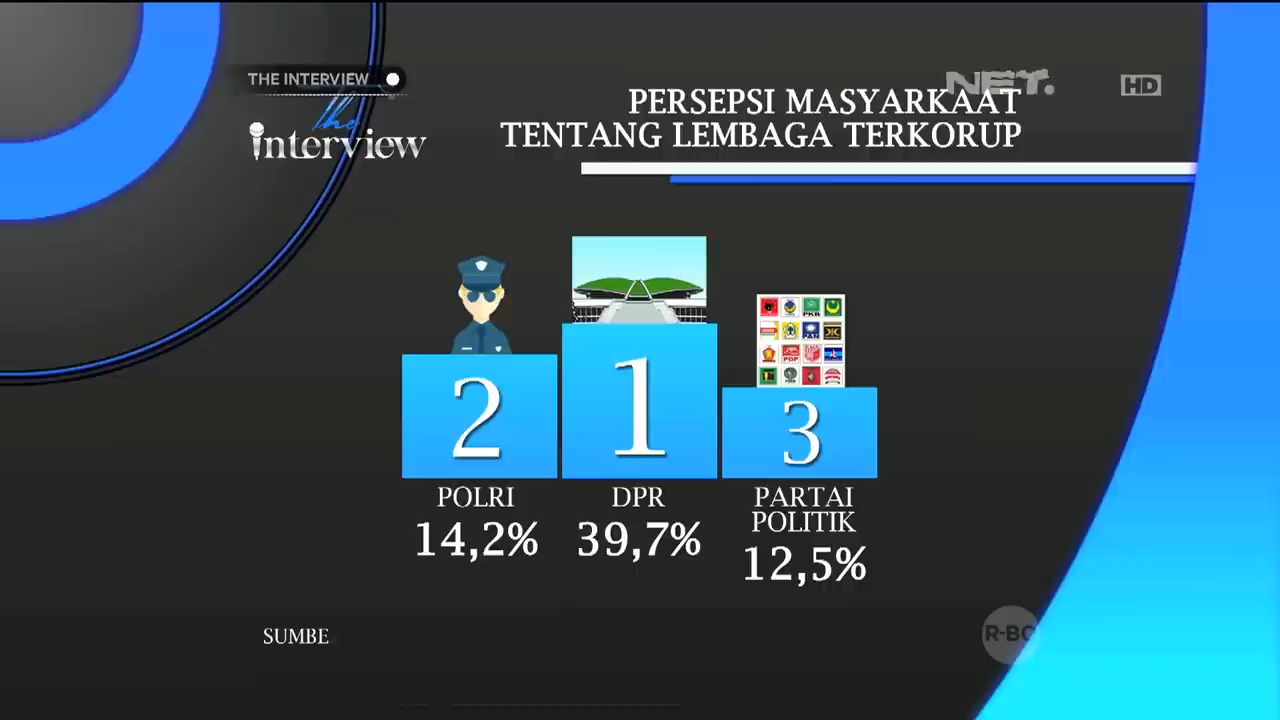 THE INTERVIEW
The
interview
NET.
HD
PERSEPSI MASYARKAAT
TENTANG LEMBAGA TERKORUP
2
1
3
POLRI
14,2%
DPR
39,7%
PARTAI
POLITIK
12,5%
SUMBE
R-BO